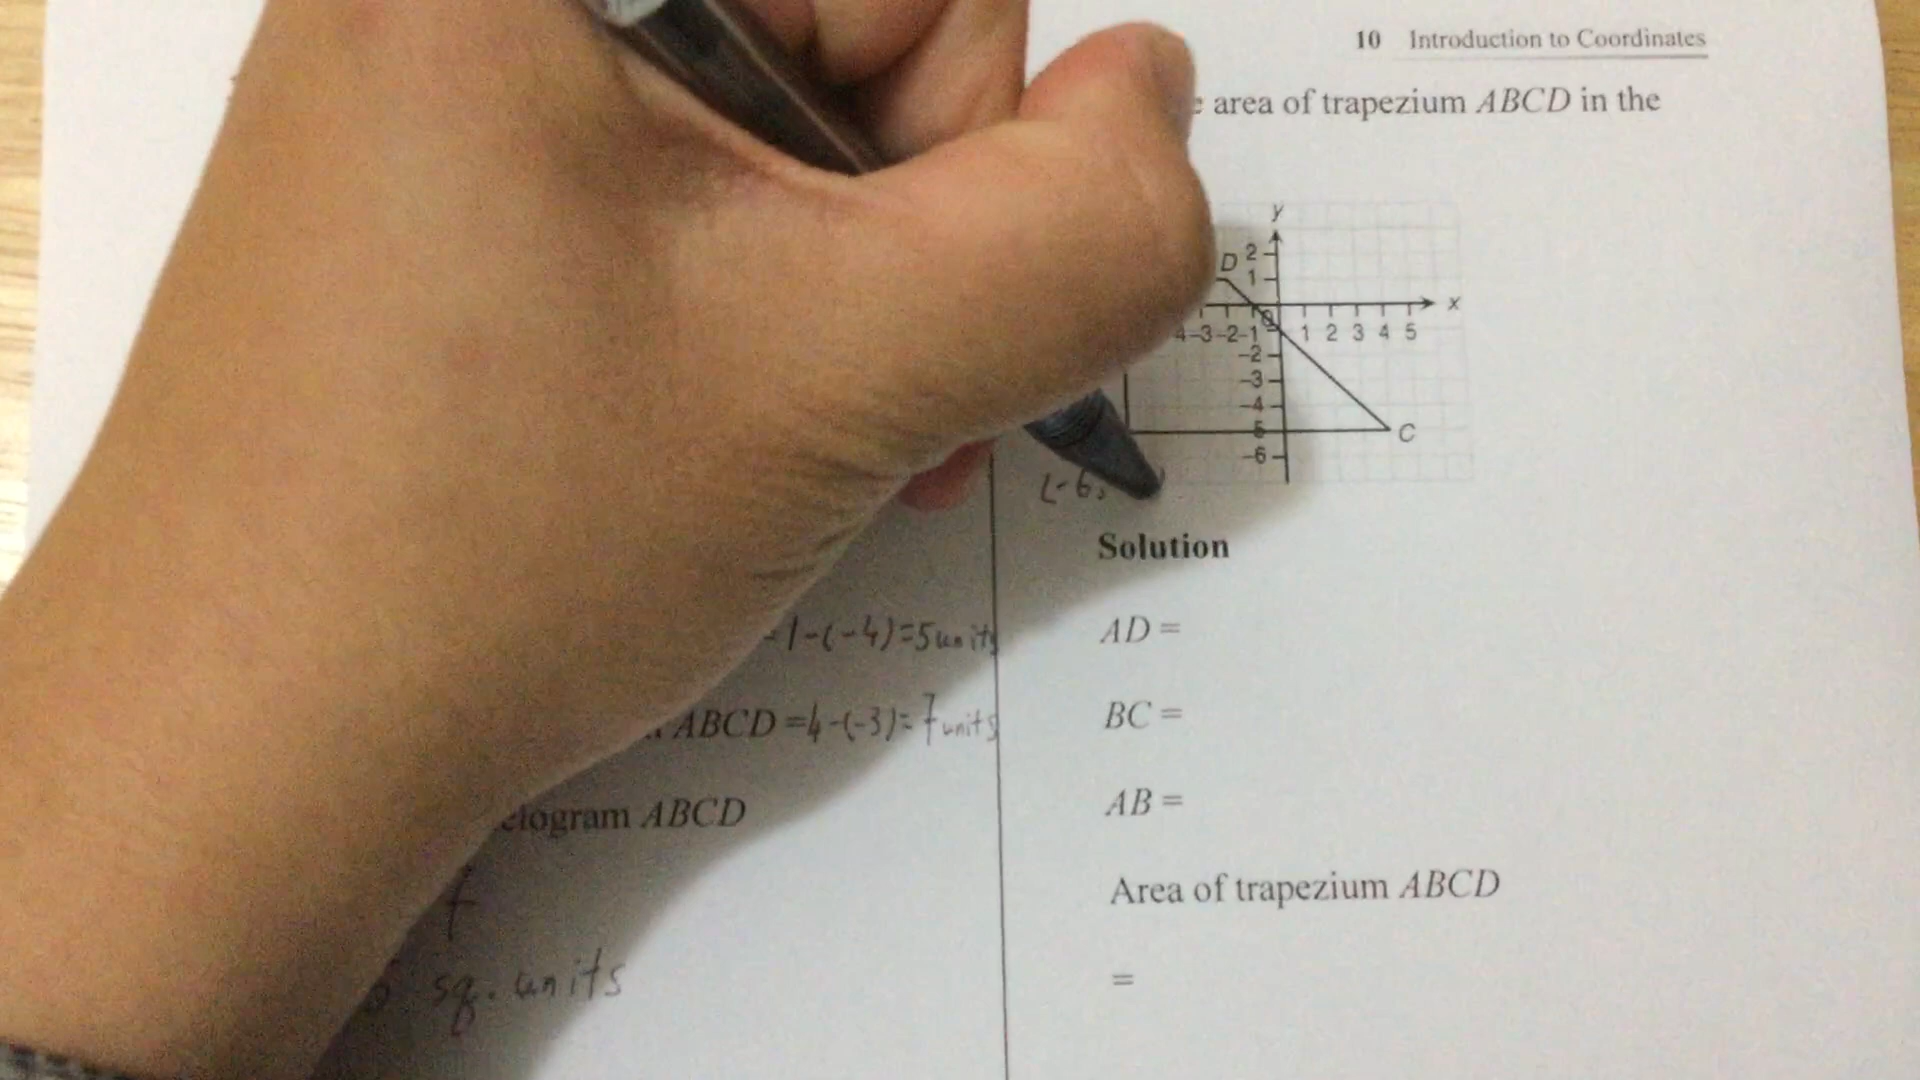 10 Introduction to Coordinates
area of trapezium ABCD in the
y
D 2
1
x
-3 -2 -1 0 1 2 3 4 5
-2
-3
-4
C
-6
(-6,
Solution
1-(-4)=5units
AD =
ABCD =4-(-3)=7units
BC =
ABCD
AB =
Area of trapezium ABCD
7
sq. units
=